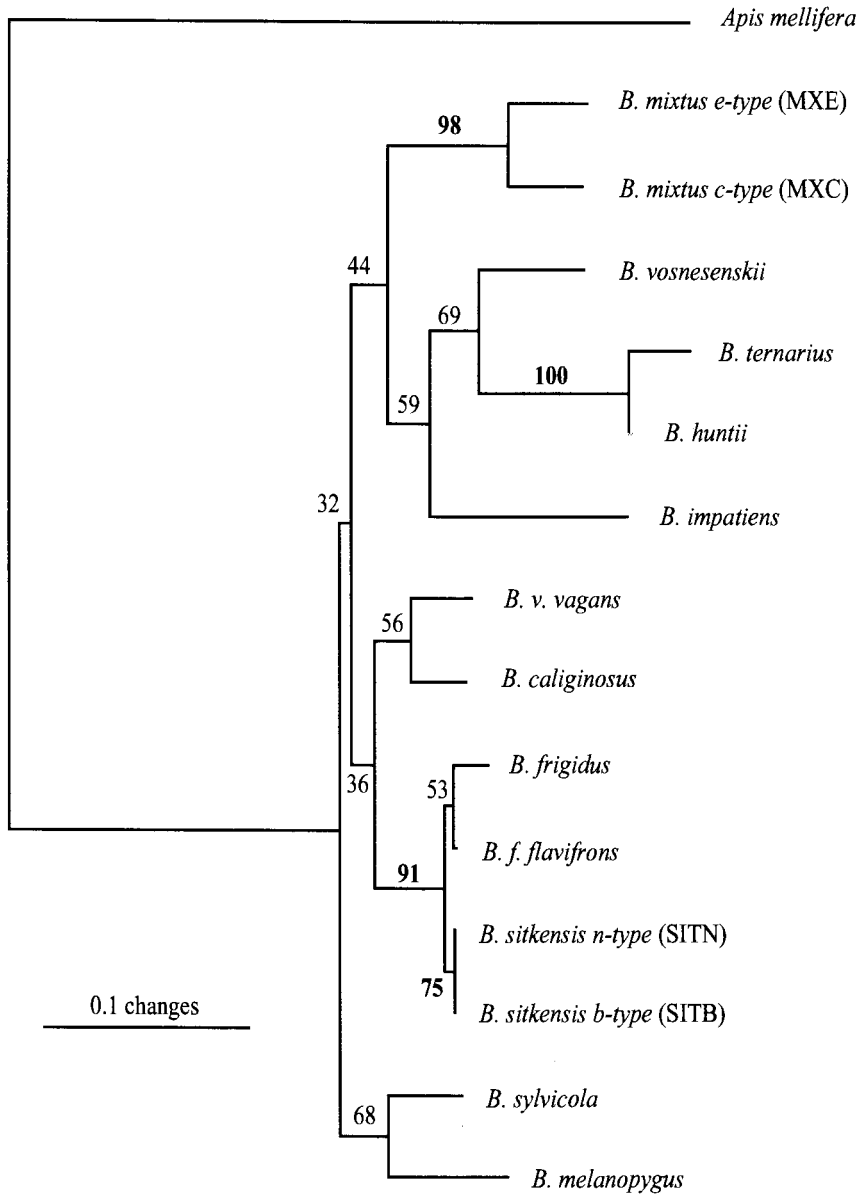 Apis mellifera
B. mixtus e-type (MXE)
98
B. mixtus c-type (MXC)
44
B. vosnesenskii
69
B. ternarius
100
59
B. huntii
32
B. impatiens
B. v. vagans
56
B. caliginosus
36
B. frigidus
53
B. f. flavifrons
91
B. sitkensis n-type (SITN)
75
B. sitkensis b-type (SITB)
0.1 changes
B. sylvicola
68
B. melanopygus